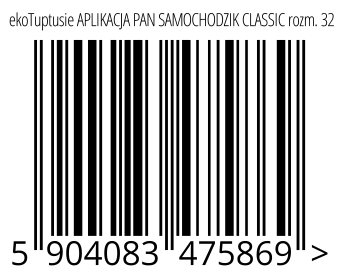 ekoTuptusie APLIKACJA PAN SAMOCHODZIK CLASSIC rozm. 32
5 904083 475869 >